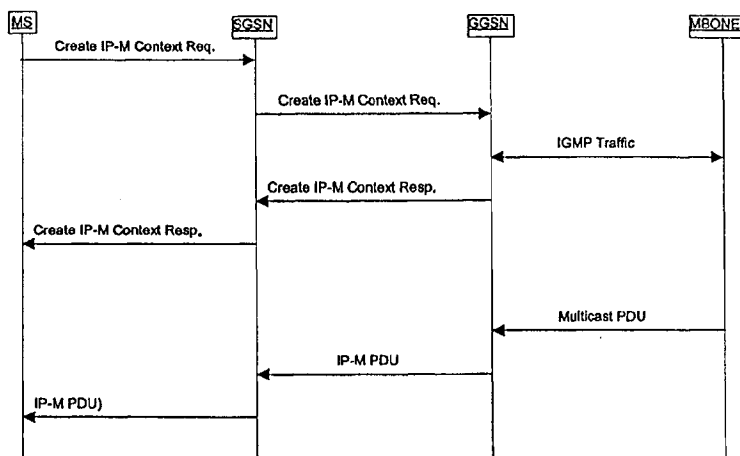 MS
SGSN
GGSN
MBONE
Create IP-M Context Req.
Create IP-M Context Req.
IGMP Traffic
Create IP-M Context Resp.
Create IP-M Context Resp.
Multicast PDU
IP-M PDU
IP-M PDU)